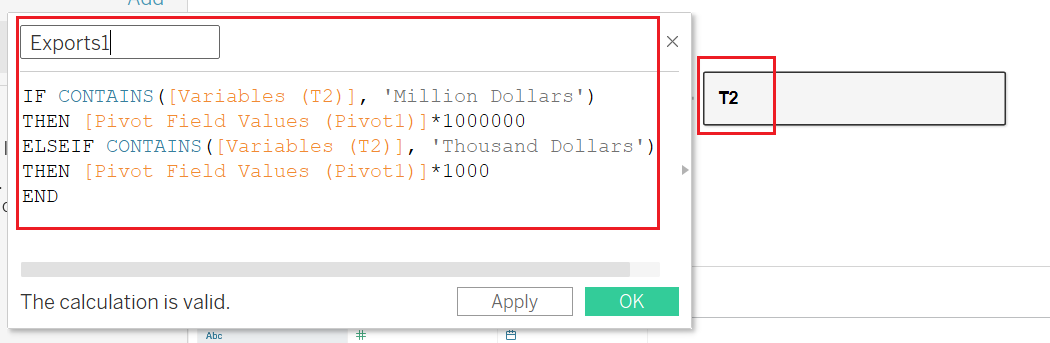 Add
Exports1
IF CONTAINS([Variables (T2)], 'Million Dollars')
THEN [Pivot Field Values (Pivot1)]*1000000
ELSEIF CONTAINS([Variables (T2)], 'Thousand Dollars')
THEN [Pivot Field Values (Pivot1)]*1000
END
T2
The calculation is valid.
Apply
OK
Abc
#